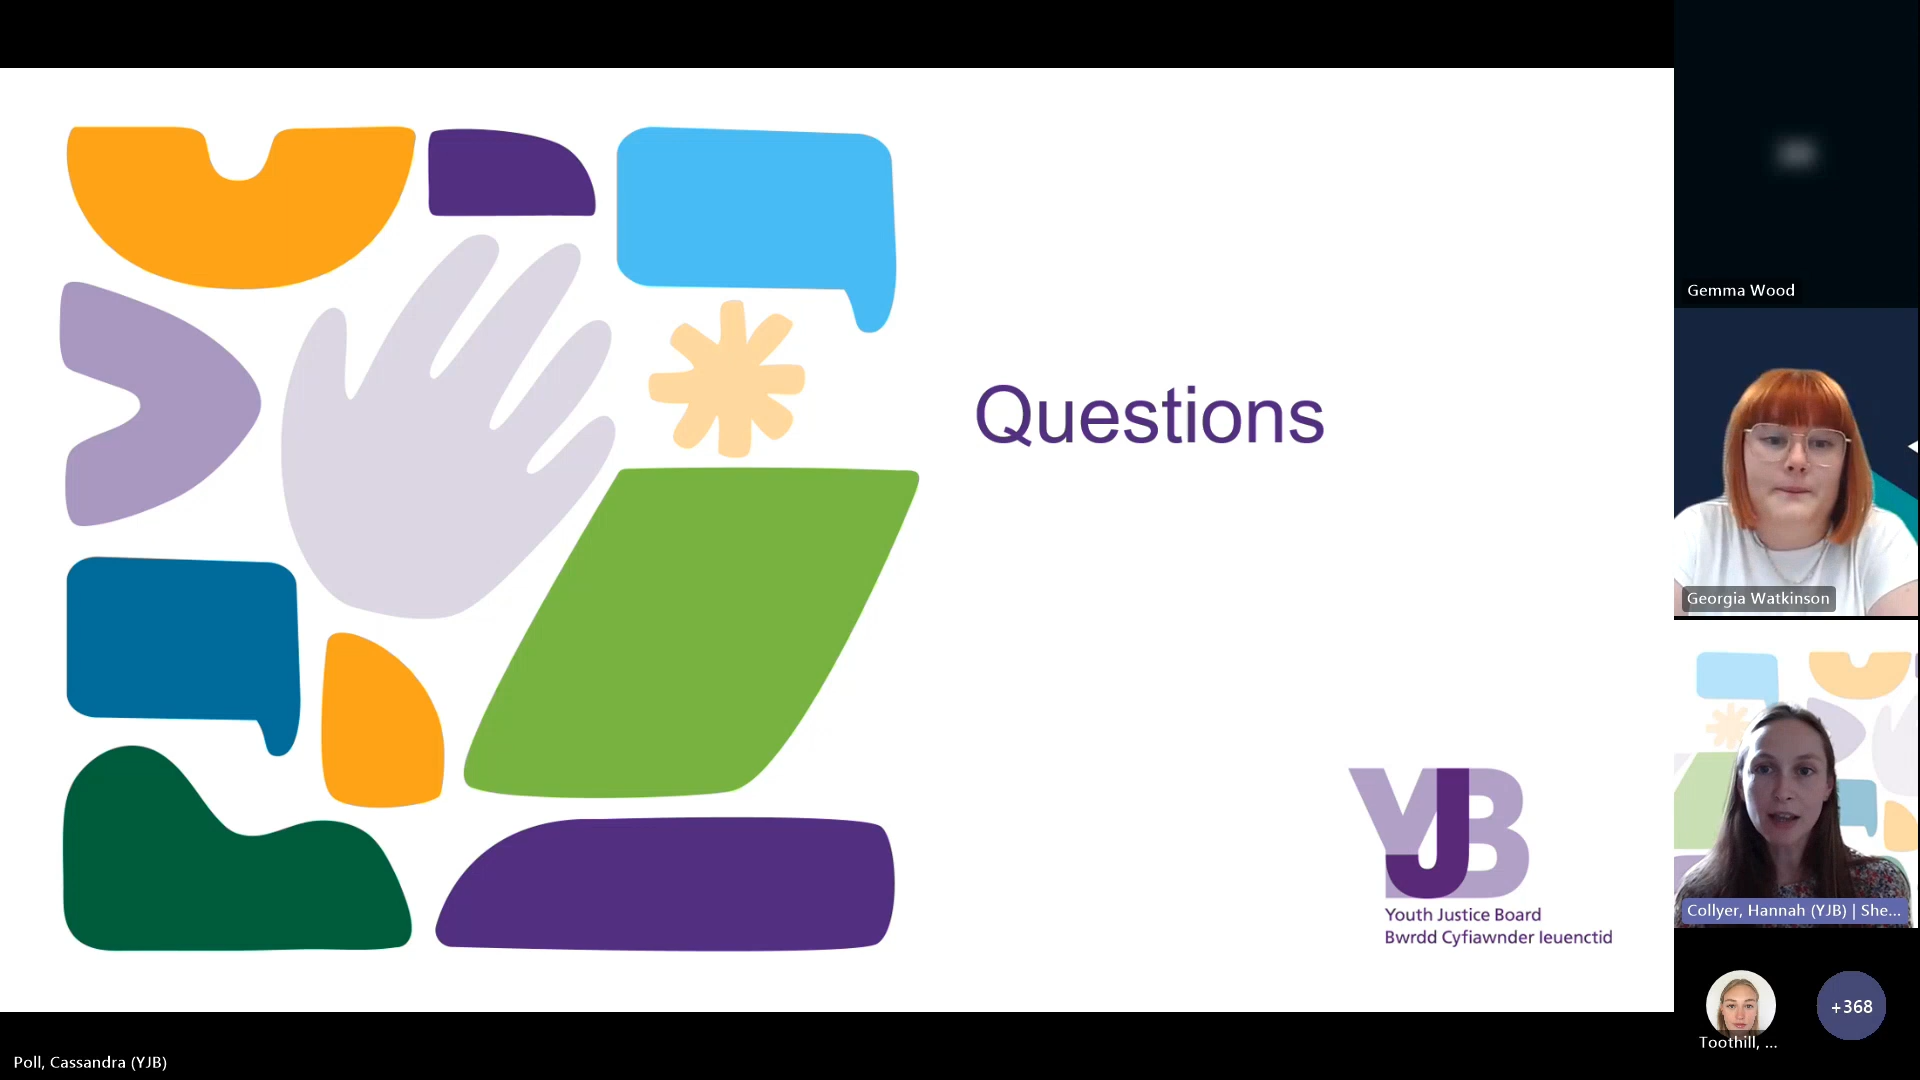 Questions
YJB
Youth Justice Board
Bwrdd Cyfiawnder Ieuenctid
Gemma Wood
Georgia Watkinson
Collyer, Hannah (YJB) | She...
Toothill, ...
+368
Poll, Cassandra (YJB)